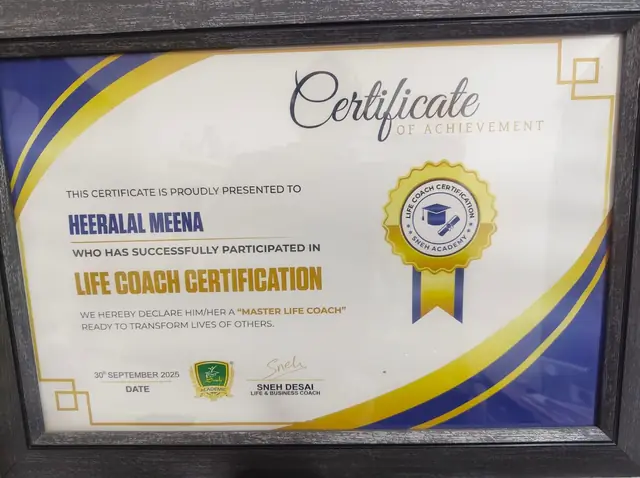 Certificate
OF ACHIEVEMENT
THIS CERTIFICATE IS PROUDLY PRESENTED TO
HEERALAL MEENA
WHO HAS SUCCESSFULLY PARTICIPATED IN
LIFE COACH CERTIFICATION
WE HEREBY DECLARE HIM/HER A “MASTER LIFE COACH”
READY TO TRANSFORM LIVES OF OTHERS.
LIFE COACH CERTIFICATION
SNEH ACADEMY
30th SEPTEMBER 2025
DATE
ACADEMY
Sneh
SNEH DESAI
LIFE & BUSINESS COACH